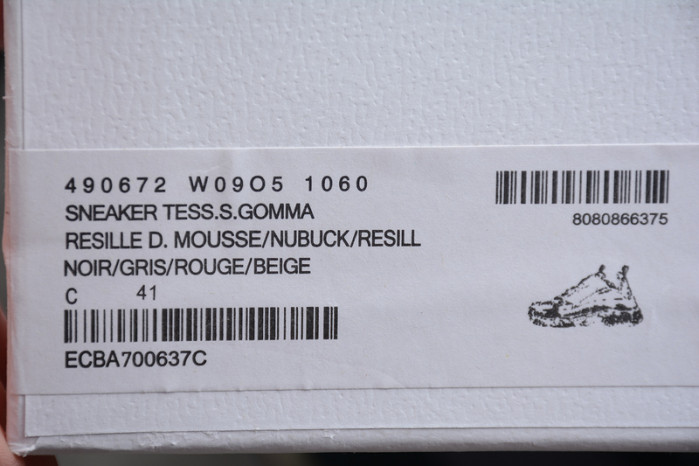 490672 W09O5 1060
SNEAKER TESS.S.GOMMA
RESILLE D. MOUSSE/NUBUCK/RESILL
NOIR/GRIS/ROUGE/BEIGE
C 41
ECBA700637C
8080866375